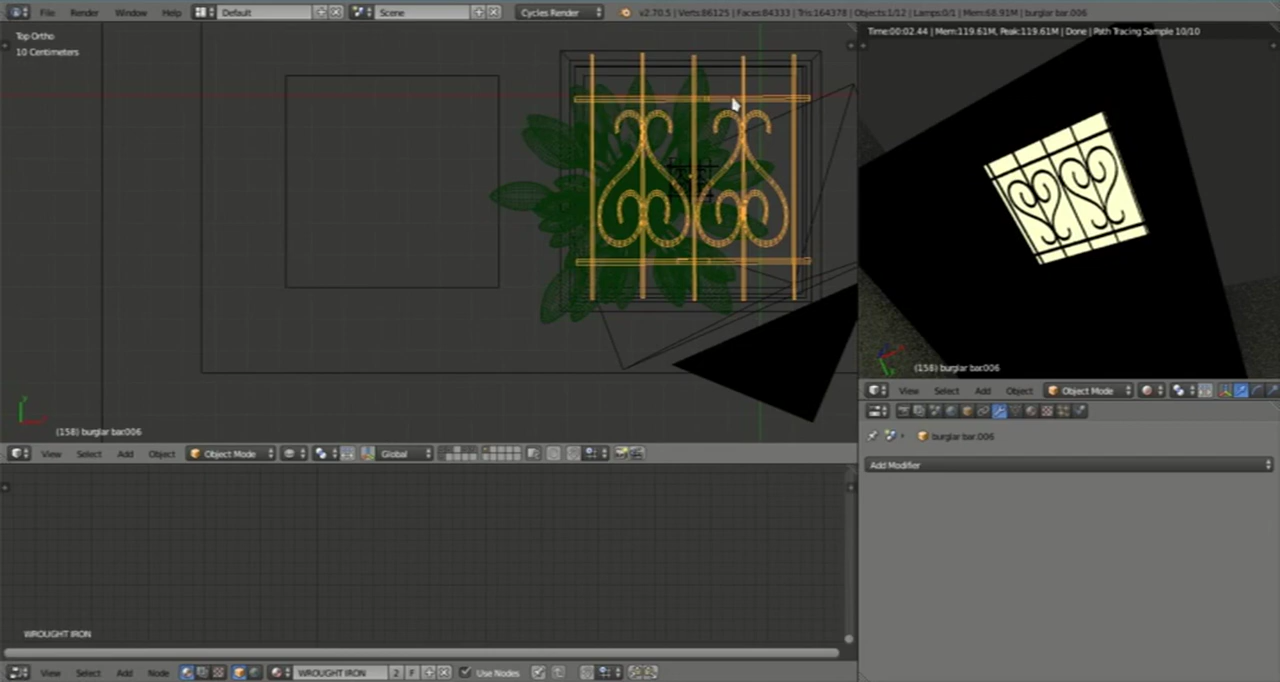 File Render Window Help Default Scene Cycles Render v2.70.5 | Verts:86125 | Faces:84333 | Tris:164378 | Objects:1/12 | Lamps:0/1 | Mem:68.91M | burglar bar.006
Top Ortho
10 Centimeters
(158) burglar bar.006
View Select Add Object Object Mode Global
WROUGHT IRON
View Select Add Node WROUGHT IRON 2 F Use Nodes
Time:00:02.44 | Mem:119.61M, Peak:119.61M | Done | Path Tracing Sample 10/10
(158) burglar bar.006
View Select Add Object Object Mode
burglar bar.006
Add Modifier